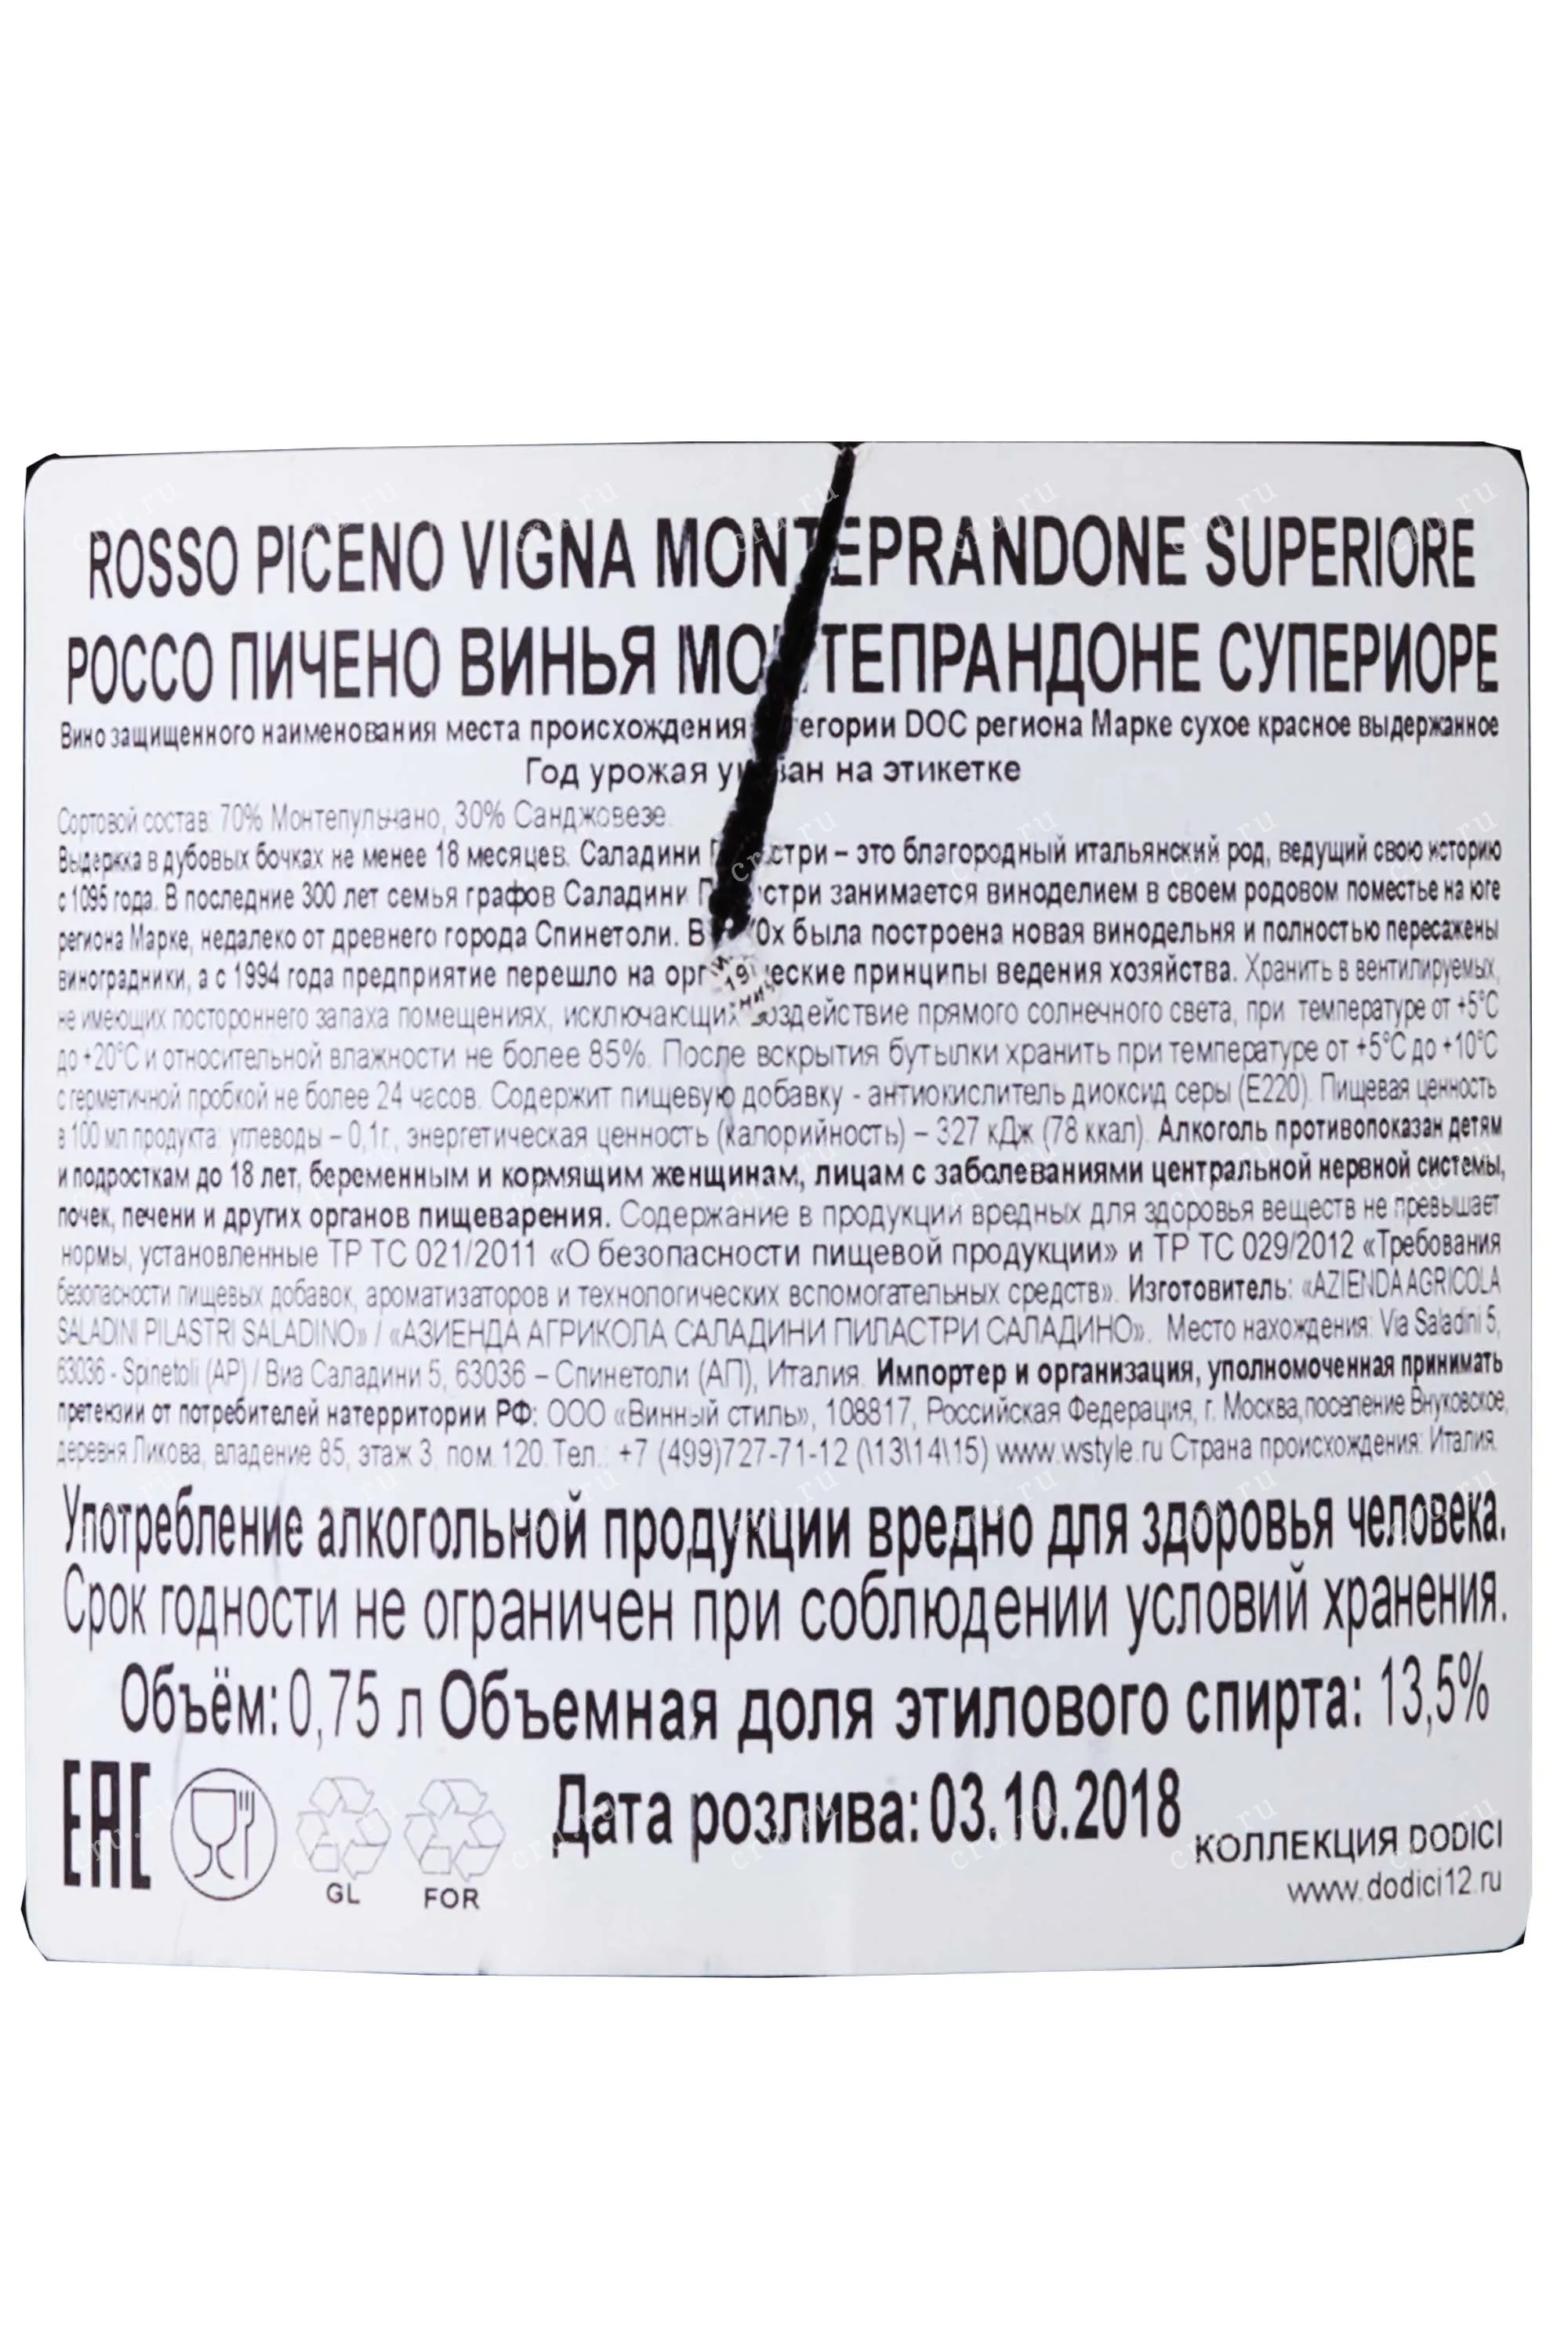 ROSSO PICENO VIGNA MONTEPRANDONE SUPERIORE
РОССО ПИЧЕНО ВИНЬЯ МОНТЕПРАНДОНЕ СУПЕРИОРЕ
Вино защищенного наименования места происхождения егории DOC региона Марке сухое красное выдержанное
Год урожая на этикетке
Сортовой состав: 70% Монтепульчано, 30% Санджовезе.
Выдержка в дубовых бочках не менее 18 месяцев. Саладини – это благородный итальянский род, ведущий свою историю
с 1095 года. В последние 300 лет семья графов Саладини занимается виноделием в своем родовом поместье на юге
региона Марке, недалеко от древнего города Спинетоли. В была построена новая винодельня и полностью пересажены
виноградники, а с 1994 года предприятие перешло на принципы ведения хозяйства. Хранить в вентилируемых,
не имеющих постороннего запаха помещениях, исключающих воздействие прямого солнечного света, при температуре от +5°С
до +20°С и относительной влажности не более 85%. После вскрытия бутылки хранить при температуре от +5°С до +10°С
с герметичной пробкой не более 24 часов. Содержит пищевую добавку - антиокислитель диоксид серы (Е220). Пищевая ценность
в 100 мл продукта: углеводы – 0,1г., энергетическая ценность (калорийность) – 327 кДж (78 ккал). Алкоголь противопоказан детям
и подросткам до 18 лет, беременным и кормящим женщинам, лицам с заболеваниями центральной нервной системы,
почек, печени и других органов пищеварения. Содержание в продукции вредных для здоровья веществ не превышает
нормы, установленные ТР ТС 021/2011 «О безопасности пищевой продукции» и ТР ТС 029/2012 «Требования
безопасности пищевых добавок, ароматизаторов и технологических вспомогательных средств». Изготовитель: «AZIENDA AGRICOLA
SALADINI PILASTRI SALADINO» / «АЗИЕНДА АГРИКОЛА САЛАДИНИ ПИЛАСТРИ САЛАДИНО». Место нахождения: Via Saladini 5,
63036 - Spinetoli (AP) / Виа Саладини 5, 63036 – Спинетоли (АП), Италия. Импортер и организация, уполномоченная принимать
претензии от потребителей натерритории РФ: ООО «Винный стиль», 108817, Российская Федерация, г. Москва, поселение Внуковское,
деревня Ликова, владение 85, этаж 3, пом. 120. Тел.: +7 (499)727-71-12 (\13\14\15) www.wstyle.ru Страна происхождения: Италия.
Употребление алкогольной продукции вредно для здоровья человека.
Срок годности не ограничен при соблюдении условий хранения.
Объём: 0,75 л Объемная доля этилового спирта: 13,5%
EAC
Дата розлива: 03.10.2018
КОЛЛЕКЦИЯ DODICI
www.dodici12.ru
GL FOR
cru.ru